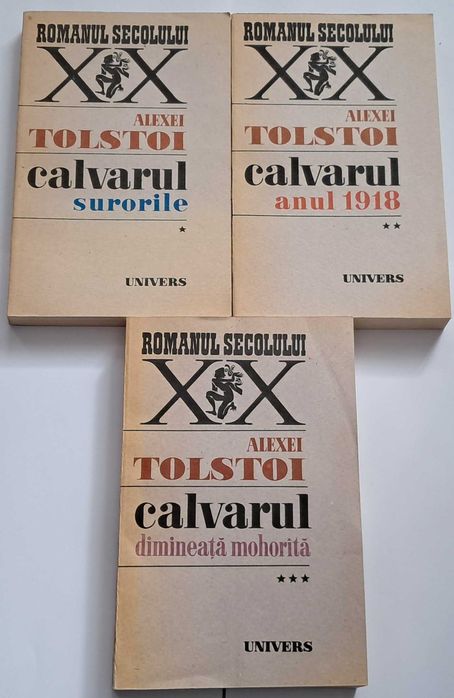 ROMANUL SECOLULUI
XX
ALEXEI
TOLSTOI
calvarul
surorile
★
UNIVERS
ROMANUL SECOLULUI
XX
ALEXEI
TOLSTOI
calvarul
anul 1918
★★
UNIVERS
ROMANUL SECOLULUI
XX
ALEXEI
TOLSTOI
calvarul
dimineață mohorîtă
★★★
UNIVERS